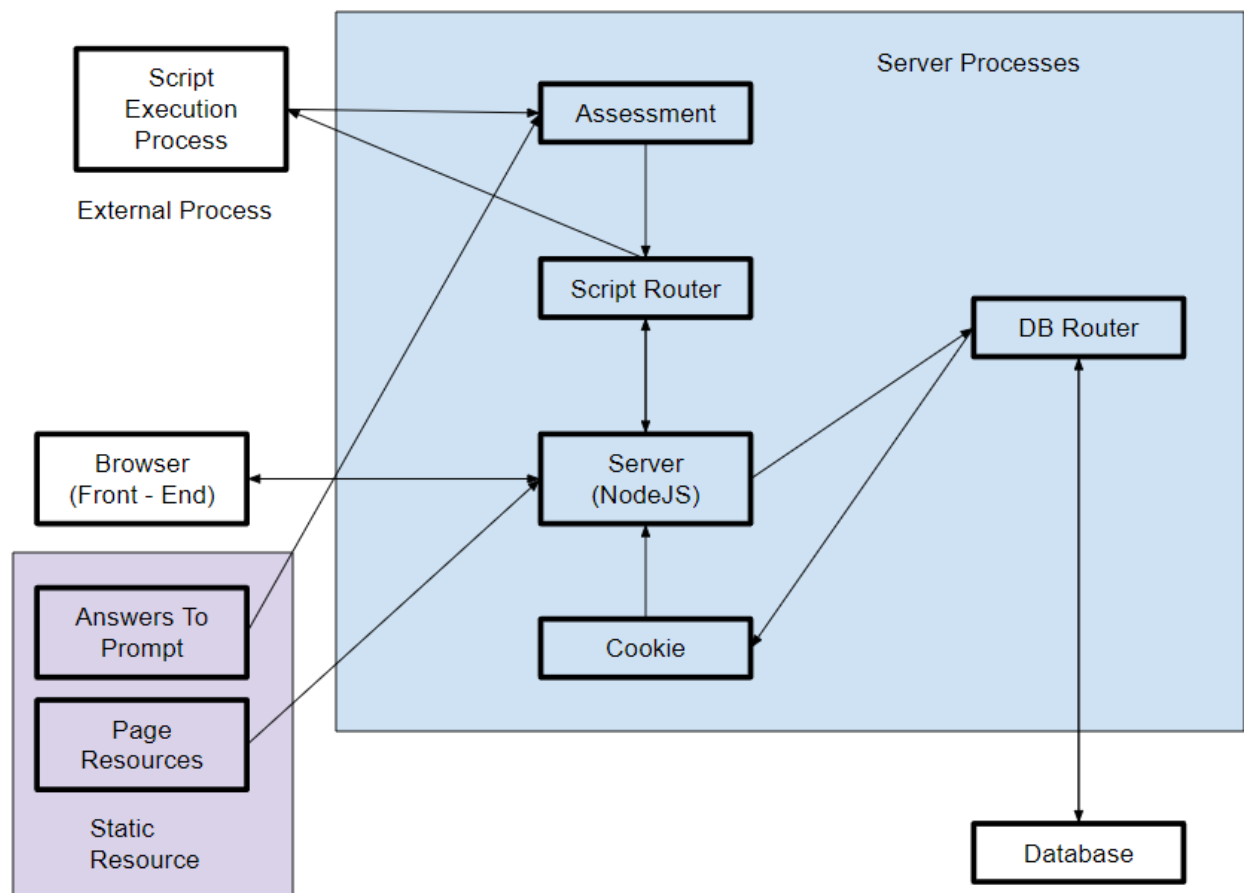 Server Processes
Script
Execution
Process
External Process
Assessment
Script Router
DB Router
Browser
(Front - End)
Server
(NodeJS)
Answers To
Prompt
Cookie
Page
Resources
Static
Resource
Database